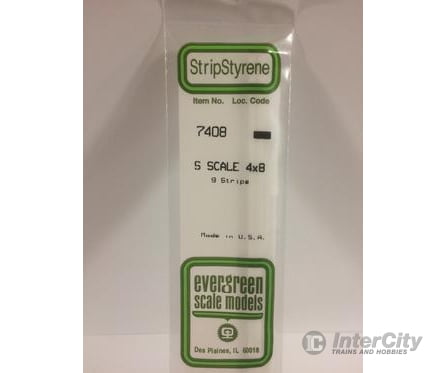 StripStyrene
Item No. Loc. Code
7408
S SCALE 4x8
9 Strips
Made in U.S.A.
evergreen
scale models
Des Plaines, IL 60018
IC InterCity
TRAINS AND HOBBIES